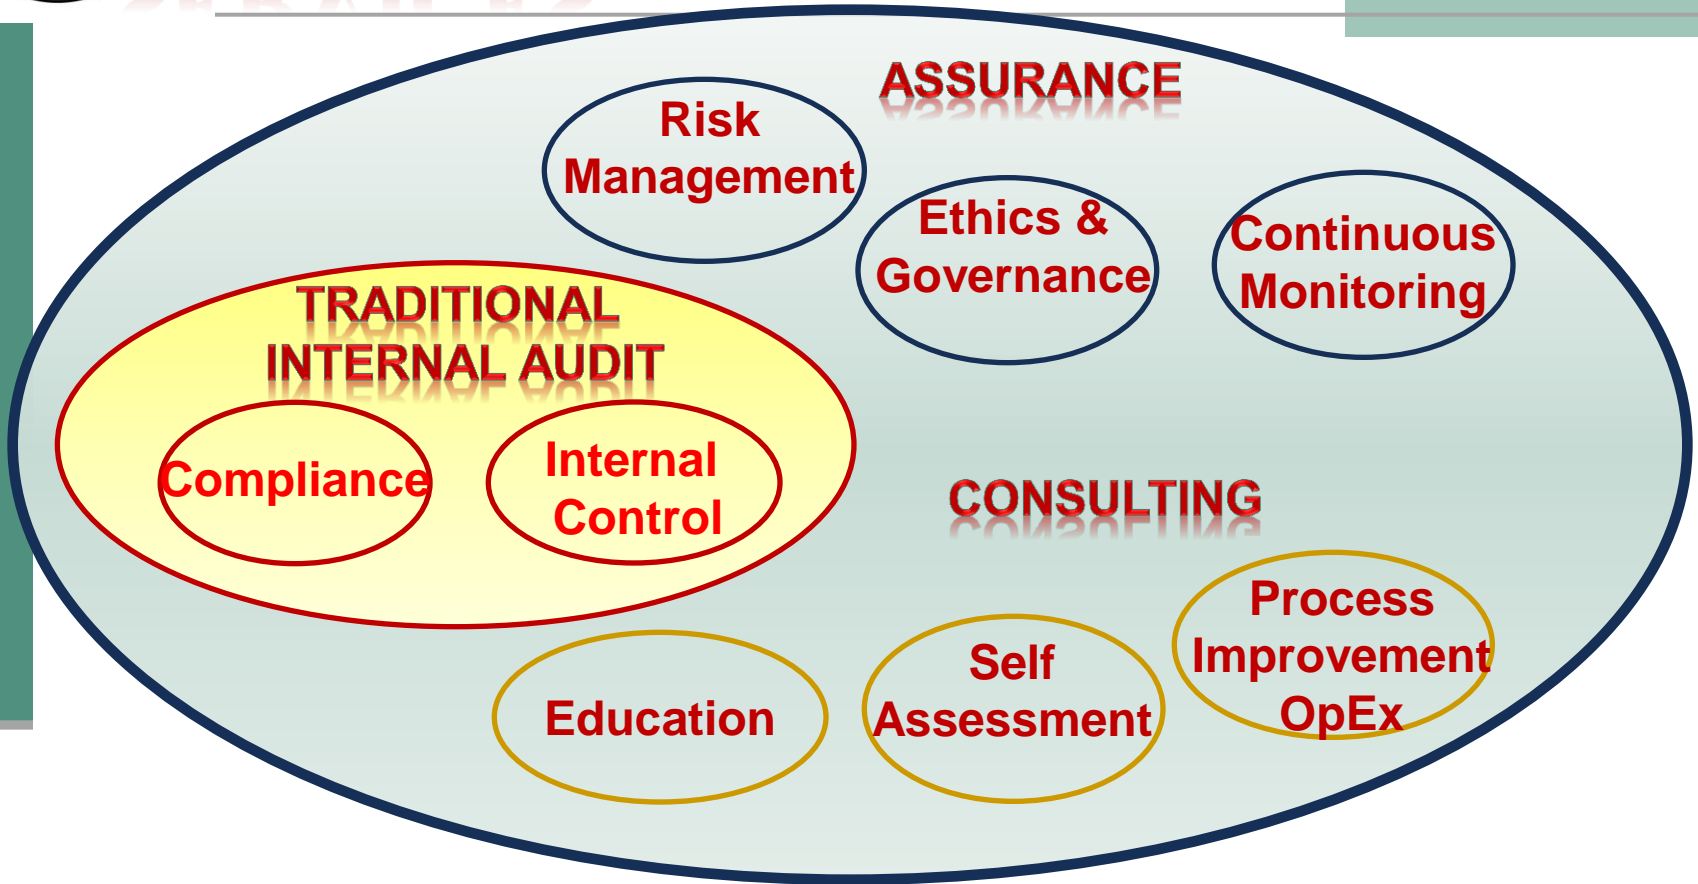 ASSURANCE
Risk
Management
Ethics &
Governance
Continuous
Monitoring
TRADITIONAL
INTERNAL AUDIT
Compliance
Internal
Control
CONSULTING
Education
Self
Assessment
Process
Improvement
OpEx